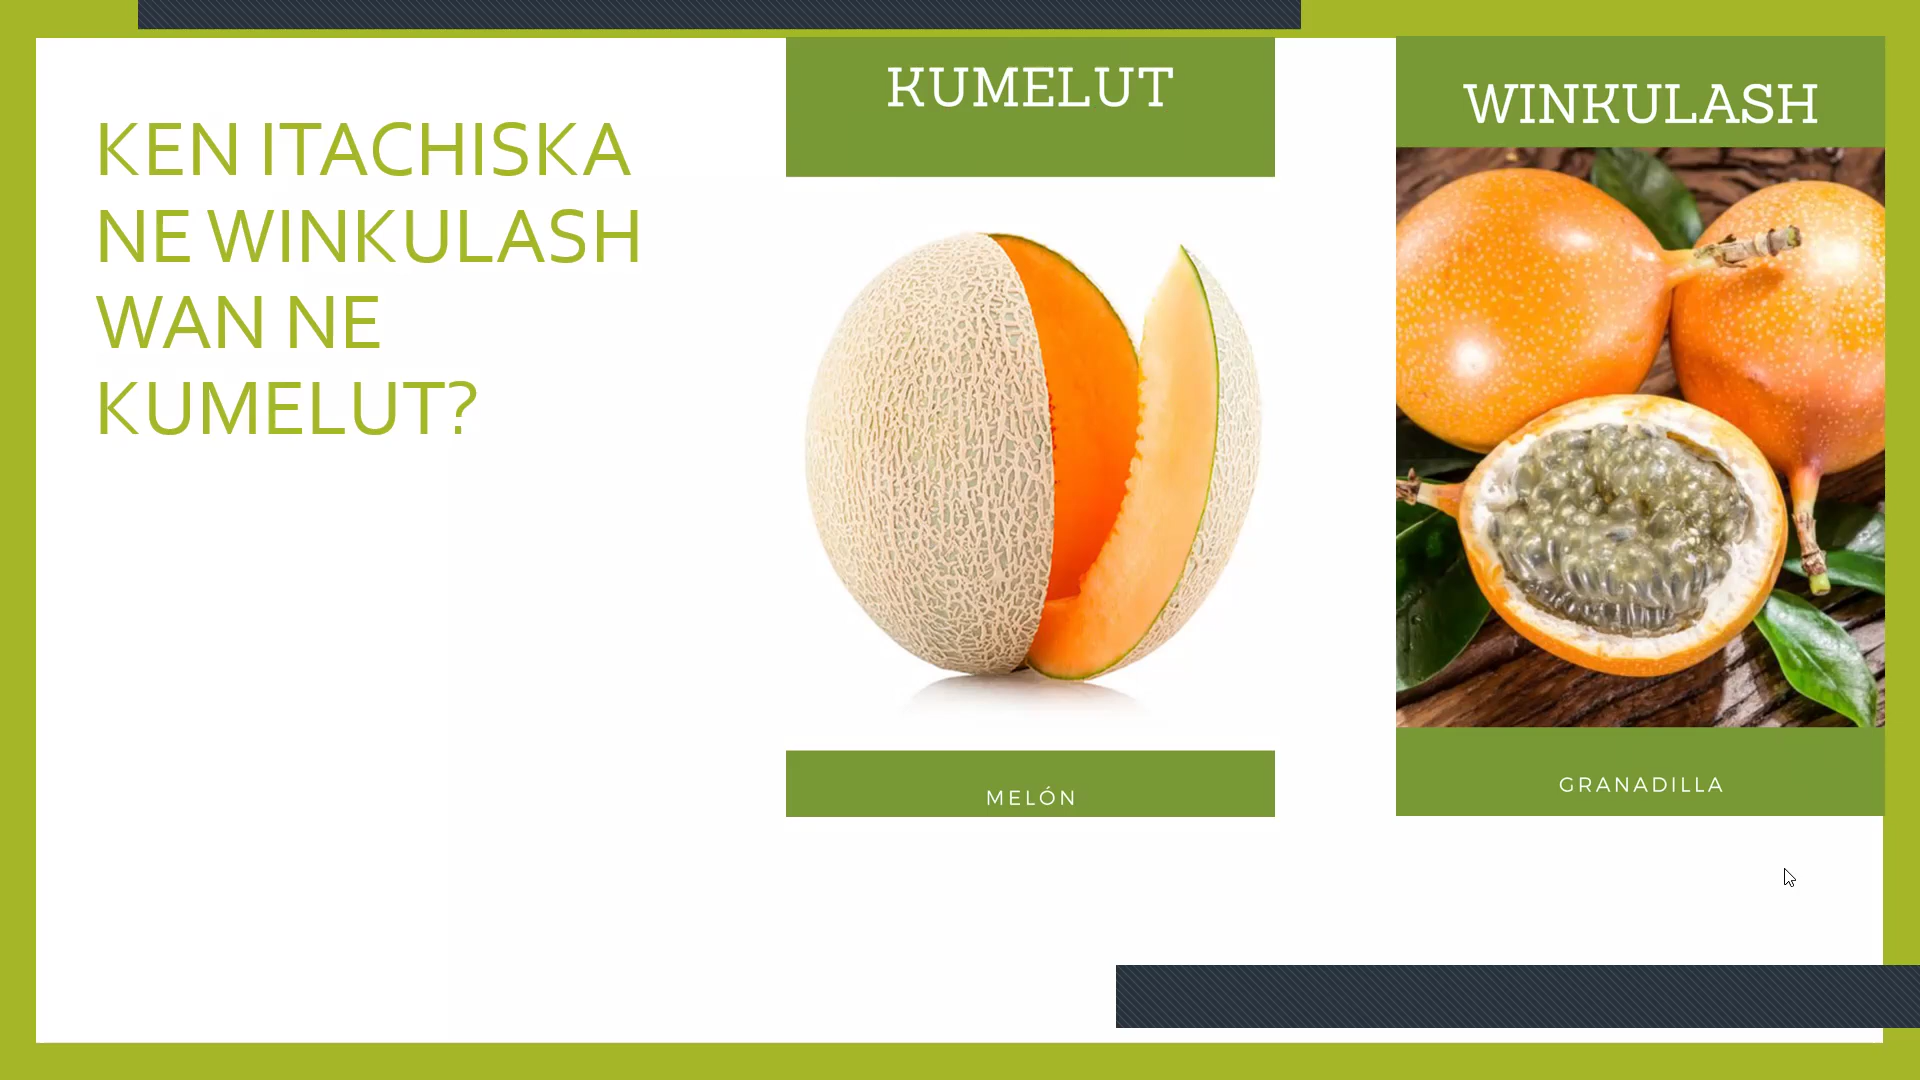 KEN ITACHISKA
NE WINKULASH
WAN NE
KUMELUT?
KUMELUT
MELÓN
WINKULASH
GRANADILLA